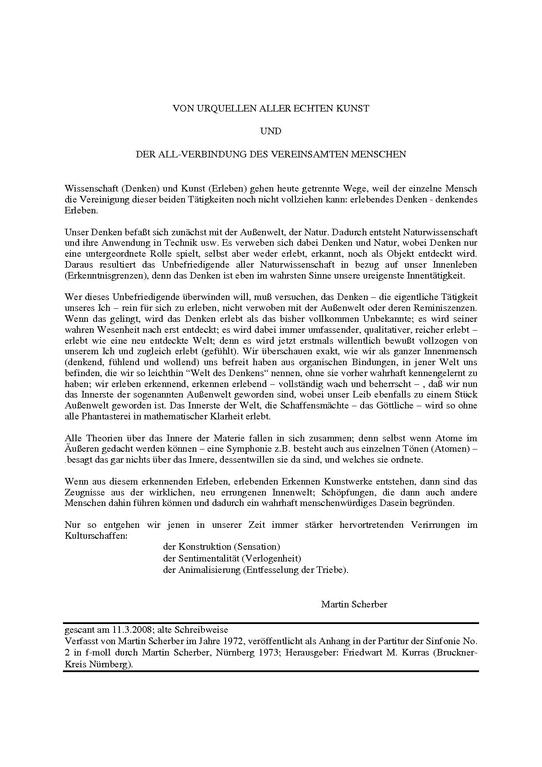 VON URQUELLEN ALLER ECHTEN KUNST
UND
DER ALL-VERBINDUNG DES VEREINSAMTEN MENSCHEN
Wissenschaft (Denken) und Kunst (Erleben) gehen heute getrennte Wege, weil der einzelne Mensch
die Vereinigung dieser beiden Tätigkeiten noch nicht vollziehen kann: erlebendes Denken - denkendes
Erleben.
Unser Denken befaßt sich zunächst mit der Außenwelt, der Natur. Dadurch entsteht Naturwissenschaft
und ihre Anwendung in Technik usw. Es verweben sich dabei Denken und Natur, wobei Denken nur
eine untergeordnete Rolle spielt, selbst aber weder erlebt, erkannt, noch als Objekt entdeckt wird.
Daraus resultiert das Unbefriedigende aller Naturwissenschaft in bezug auf unser Innenleben
(Erkenntnisgrenzen), denn das Denken ist eben im wahrsten Sinne unsere ureigenste Innentätigkeit.
Wer dieses Unbefriedigende überwinden will, muß versuchen, das Denken – die eigentliche Tätigkeit
unseres Ich – rein für sich zu erleben, nicht verwoben mit der Außenwelt oder deren Reminiszenzen.
Wenn das gelingt, wird das Denken erlebt als das bisher vollkommen Unbekannte; es wird seiner
wahren Wesenheit nach erst entdeckt; es wird dabei immer umfassender, qualitativer, reicher erlebt –
erlebt wie eine neu entdeckte Welt; denn es wird jetzt erstmals willentlich bewußt vollzogen von
unserem Ich und zugleich erlebt (gefühlt). Wir überschauen exakt, wie wir als ganzer Innenmensch
(denkend, fühlend und wollend) uns befreit haben aus organischen Bindungen, in jener Welt uns
befinden, die wir so leichthin "Welt des Denkens" nennen, ohne sie vorher wahrhaft kennengelernt zu
haben; wir erleben erkennend, erkennen erlebend – vollständig wach und beherrscht – , daß wir nun
das Innerste der sogenannten Außenwelt geworden sind, wobei unser Leib ebenfalls zu einem Stück
Außenwelt geworden ist. Das Innerste der Welt, die Schaffensmächte – das Göttliche – wird so ohne
alle Phantasterei in mathematischer Klarheit erlebt.
Alle Theorien über das Innere der Materie fallen in sich zusammen; denn selbst wenn Atome im
Äußeren gedacht werden können – eine Symphonie z.B. besteht auch aus einzelnen Tönen (Atomen) –
besagt das gar nichts über das Innere, dessentwillen sie da sind, und welches sie ordnete.
Wenn aus diesem erkennenden Erleben, erlebenden Erkennen Kunstwerke entstehen, dann sind das
Zeugnisse aus der wirklichen, neu errungenen Innenwelt; Schöpfungen, die dann auch andere
Menschen dahin führen können und dadurch ein wahrhaft menschenwürdiges Dasein begründen.
Nur so entgehen wir jenen in unserer Zeit immer stärker hervortretenden Verirrungen im
Kulturschaffen:
der Konstruktion (Sensation)
der Sentimentalität (Verlogenheit)
der Animalisierung (Entfesselung der Triebe).
Martin Scherber
gescant am 11.3.2008; alte Schreibweise
Verfasst von Martin Scherber im Jahre 1972, veröffentlicht als Anhang in der Partitur der Sinfonie No.
2 in f-moll durch Martin Scherber, Nürnberg 1973; Herausgeber: Friedwart M. Kurras (Bruckner-
Kreis Nürnberg).